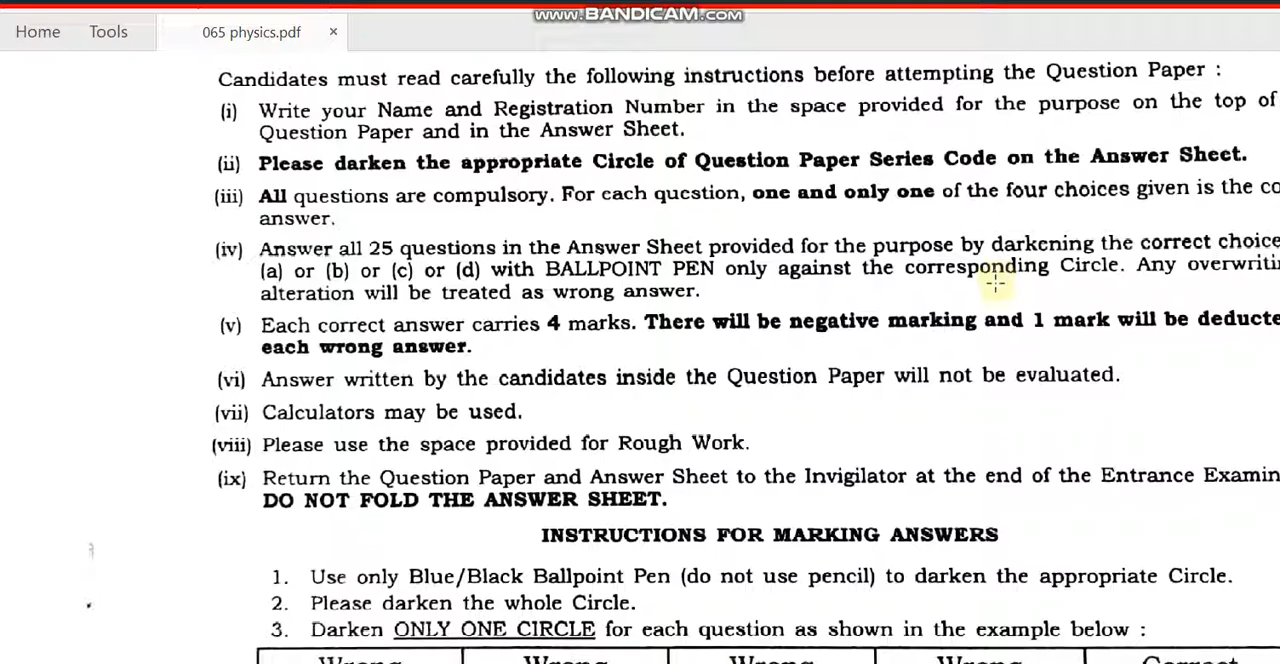 www.BANDICAM.com
Home Tools 065 physics.pdf ×
Candidates must read carefully the following instructions before attempting the Question Paper :
(i) Write your Name and Registration Number in the space provided for the purpose on the top of
Question Paper and in the Answer Sheet.
(ii) Please darken the appropriate Circle of Question Paper Series Code on the Answer Sheet.
(iii) All questions are compulsory. For each question, one and only one of the four choices given is the co
answer.
(iv) Answer all 25 questions in the Answer Sheet provided for the purpose by darkening the correct choice
(a) or (b) or (c) or (d) with BALLPOINT PEN only against the corresponding Circle. Any overwriti
alteration will be treated as wrong answer.
(v) Each correct answer carries 4 marks. There will be negative marking and 1 mark will be deducte
each wrong answer.
(vi) Answer written by the candidates inside the Question Paper will not be evaluated.
(vii) Calculators may be used.
(viii) Please use the space provided for Rough Work.
(ix) Return the Question Paper and Answer Sheet to the Invigilator at the end of the Entrance Examin
DO NOT FOLD THE ANSWER SHEET.
INSTRUCTIONS FOR MARKING ANSWERS
1. Use only Blue/Black Ballpoint Pen (do not use pencil) to darken the appropriate Circle.
2. Please darken the whole Circle.
3. Darken ONLY ONE CIRCLE for each question as shown in the example below :
Wrong Wrong Wrong Wrong Correct